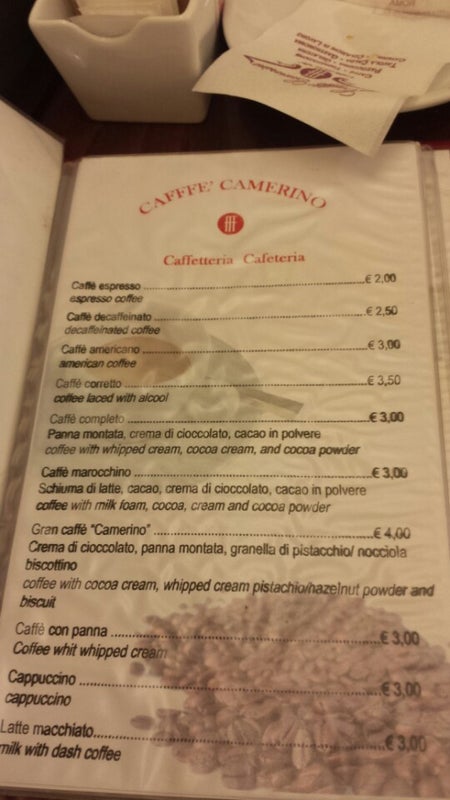 CAFFFE' CAMERINO
fff
Caffetteria Cafeteria
Caffè espresso € 2,00
espresso coffee
Caffè decaffeinato € 2,50
decaffeinated coffee
Caffè americano € 3,00
american coffee
Caffè corretto € 3,50
coffee laced with alcool
Caffè completo € 3,00
Panna montata, crema di cioccolato, cacao in polvere
coffee with whipped cream, cocoa cream, and cocoa powder
Caffè marocchino € 3,00
Schiuma di latte, cacao, crema di cioccolato, cacao in polvere
coffee with milk foam, cocoa, cream and cocoa powder
Gran caffè "Camerino" € 4,00
Crema di cioccolato, panna montata, granella di pistacchio/ nocciola
biscottino
coffee with cocoa cream, whipped cream pistachio/hazelnut powder and
biscuit
Caffè con panna € 3,00
Coffee whit whipped cream
Cappuccino € 3,00
cappuccino
Latte macchiato € 3,00
milk with dash coffee